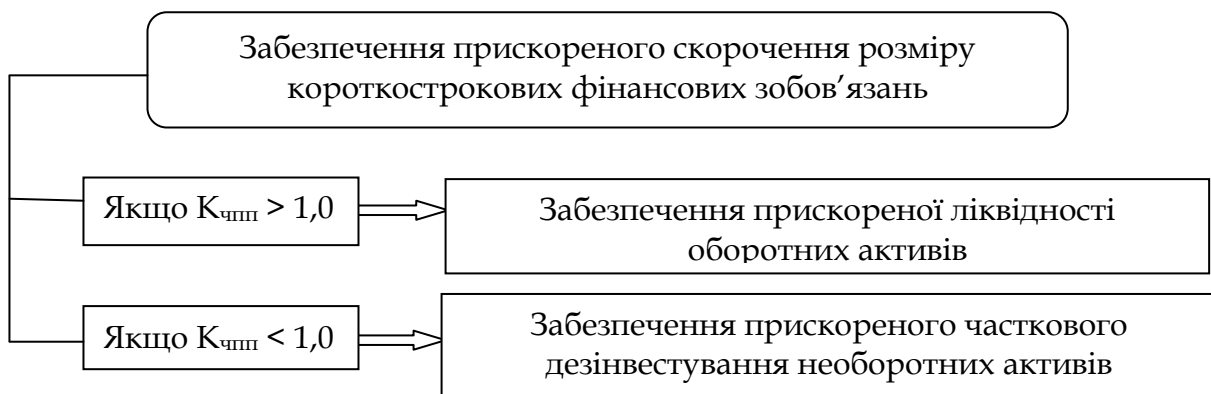 Забезпечення прискореного скорочення розміру
короткострокових фінансових зобов’язань
Якщо Кчпп > 1,0
Забезпечення прискореної ліквідності
оборотних активів
Якщо Кчпп < 1,0
Забезпечення прискореного часткового
дезінвестування необоротних активів